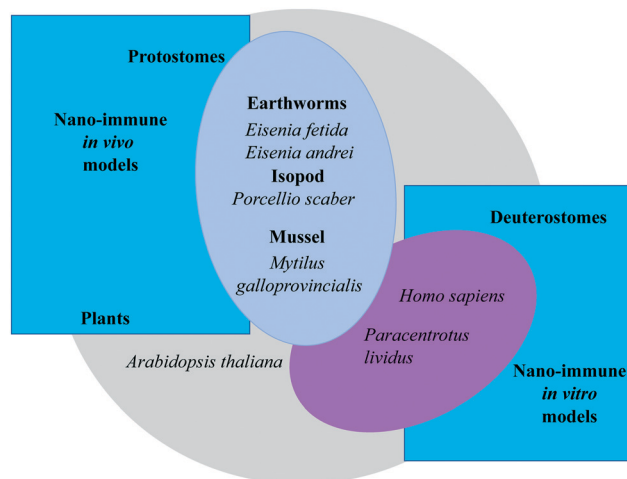 Protostomes
Nano-immune
in vivo
models
Plants
Earthworms
Eisenia fetida
Eisenia andrei
Isopod
Porcellio scaber
Mussel
Mytilus
galloprovincialis
Arabidopsis thaliana
Deuterostomes
Homo sapiens
Paracentrotus
lividus
Nano-immune
in vitro
models